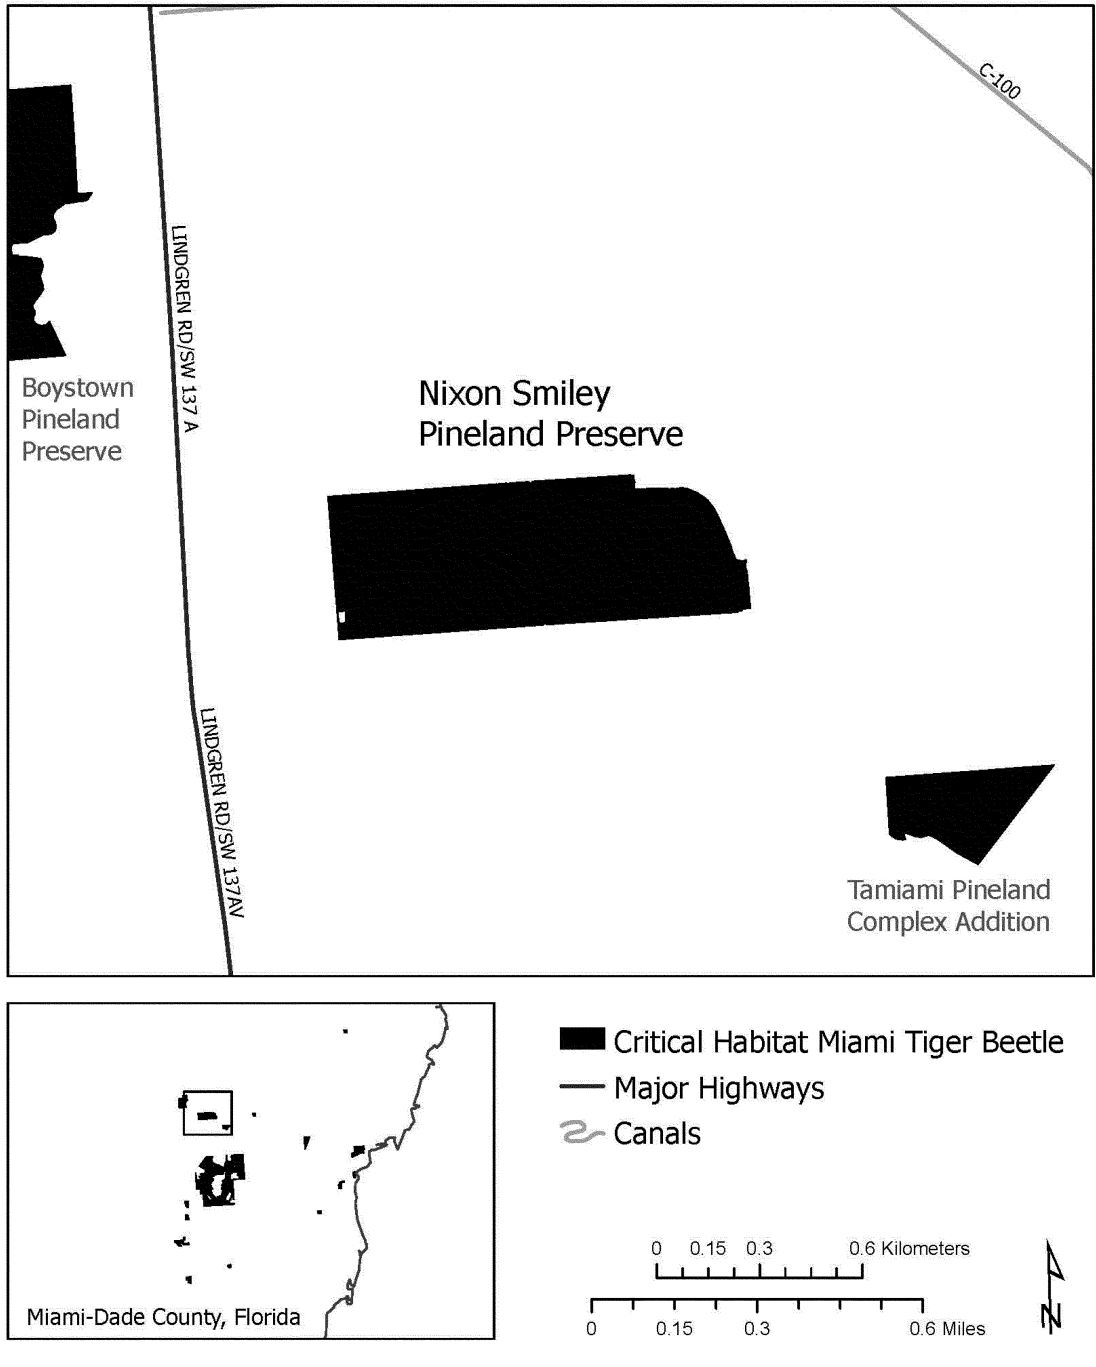 C-100
LINDGREN RD/SW 137 A
Boystown
Pineland
Preserve
Nixon Smiley
Pineland Preserve
LINDGREN RD/SW 137AV
Tamiami Pineland
Complex Addition
Critical Habitat Miami Tiger Beetle
Major Highways
Canals
0 0.15 0.3 0.6 Kilometers
0 0.15 0.3 0.6 Miles
N
Miami-Dade County, Florida